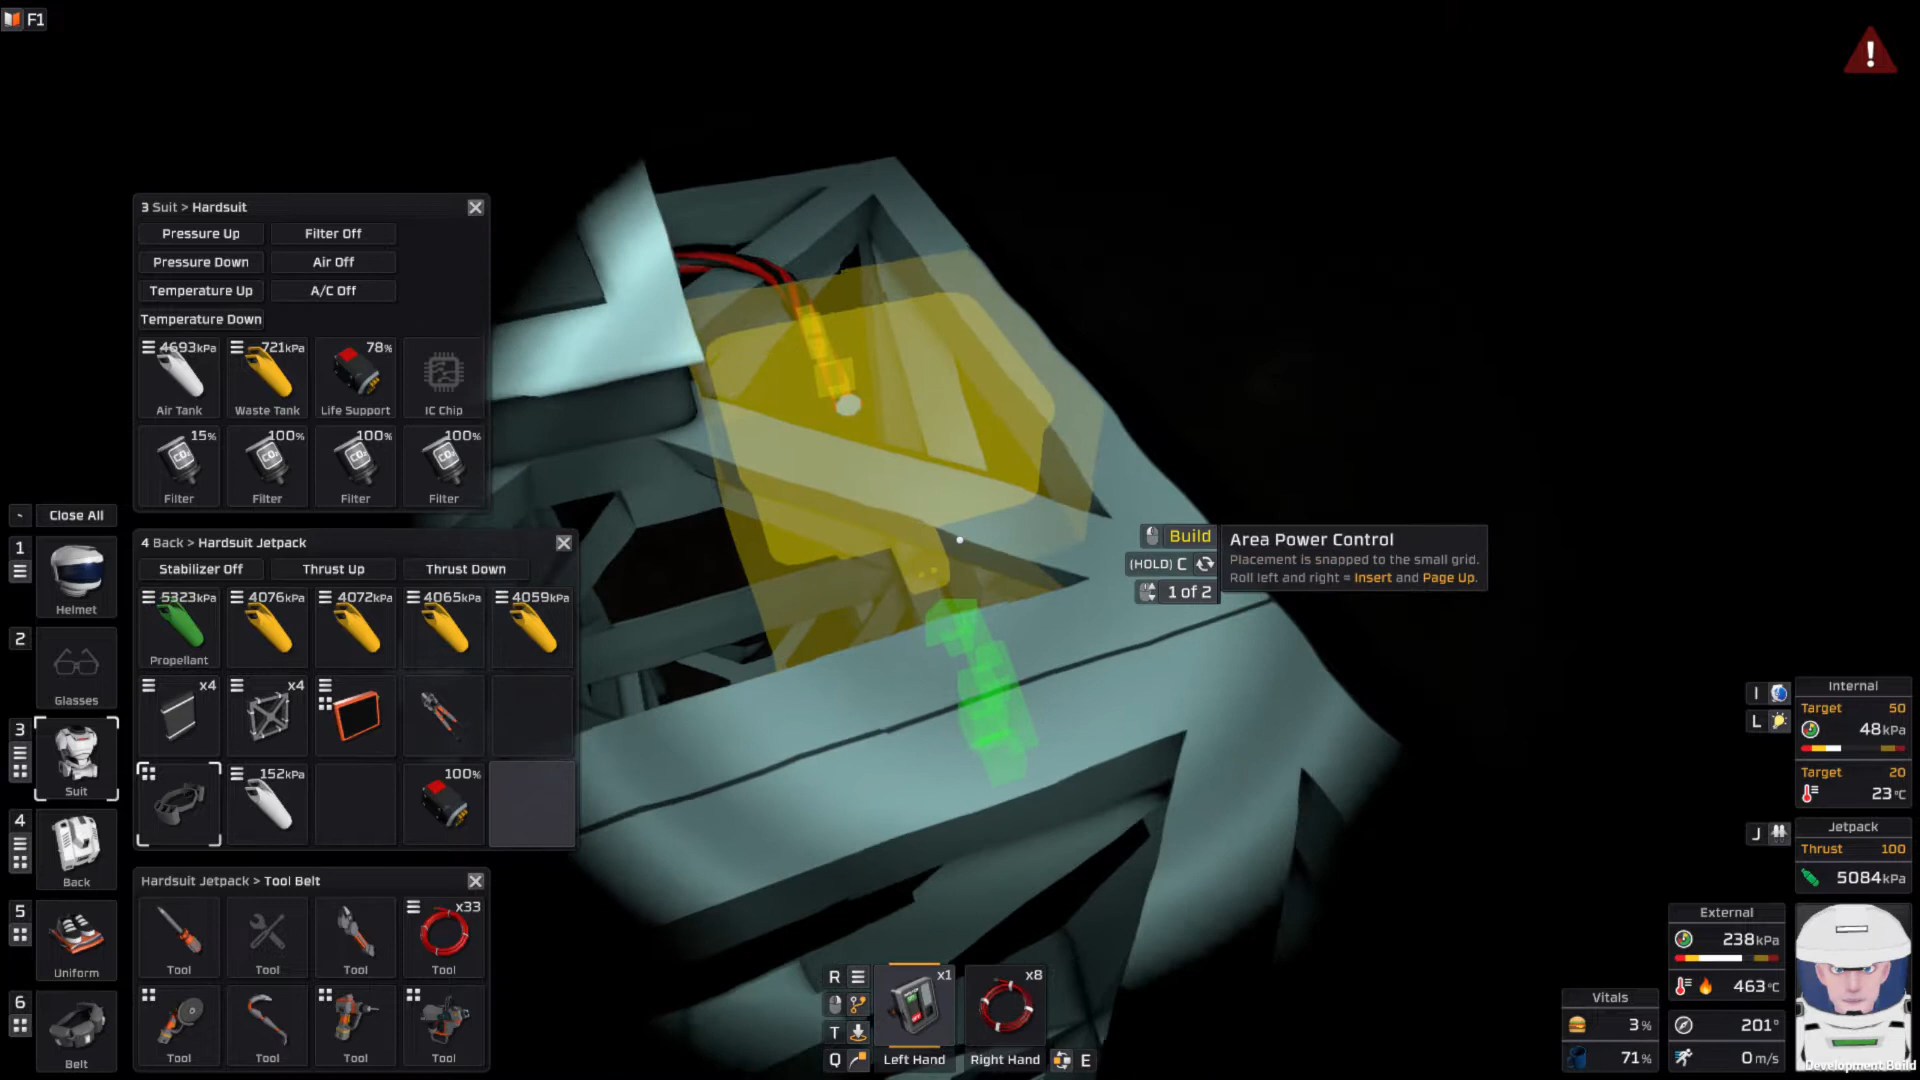 F1
3 Suit > Hardsuit
Pressure Up
Filter Off
Pressure Down
Air Off
Temperature Up
A/C Off
Temperature Down
4693kPa
721kPa
78%
Air Tank
Waste Tank
Life Support
IC Chip
15%
100%
100%
100%
Filter
Filter
Filter
Filter
~ Close All
1
Helmet
2
Glasses
3
Suit
4
Back
5
Uniform
6
Belt
4 Back > Hardsuit Jetpack
Stabilizer Off
Thrust Up
Thrust Down
5323kPa
4076kPa
4072kPa
4065kPa
4059kPa
Propellant
x4
x4
152kPa
100%
Hardsuit Jetpack > Tool Belt
x33
Tool
Tool
Tool
Tool
Tool
Tool
Tool
Tool
Build
(HOLD) C
1 of 2
Area Power Control
Placement is snapped to the small grid.
Roll left and right = Insert and Page Up.
R
T
Q
x1
Left Hand
x8
Right Hand
E
I
L
J
Internal
Target 50
48kPa
Target 20
23°C
Jetpack
Thrust 100
5084kPa
External
238kPa
463°C
Vitals
3%
71%
201°
0m/s
Development Build